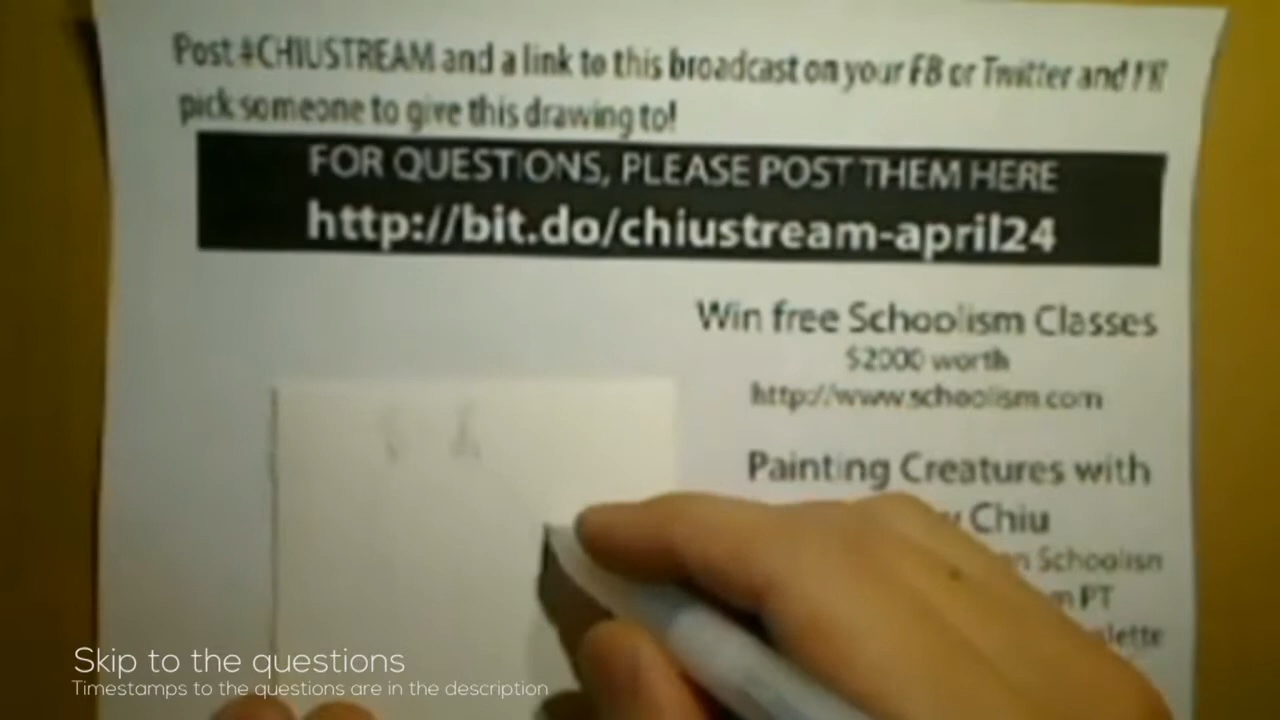 Post #CHIUSTREAM and a link to this broadcast on your FB or Twitter and I'll
pick someone to give this drawing to!
FOR QUESTIONS, PLEASE POST THEM HERE
http://bit.do/chiustream-april24
Win free Schoolism Classes
$2000 worth
http://www.schoolism.com
Painting Creatures with
Chiu
Schoolism
PT
Skip to the questions
Timestamps to the questions are in the description